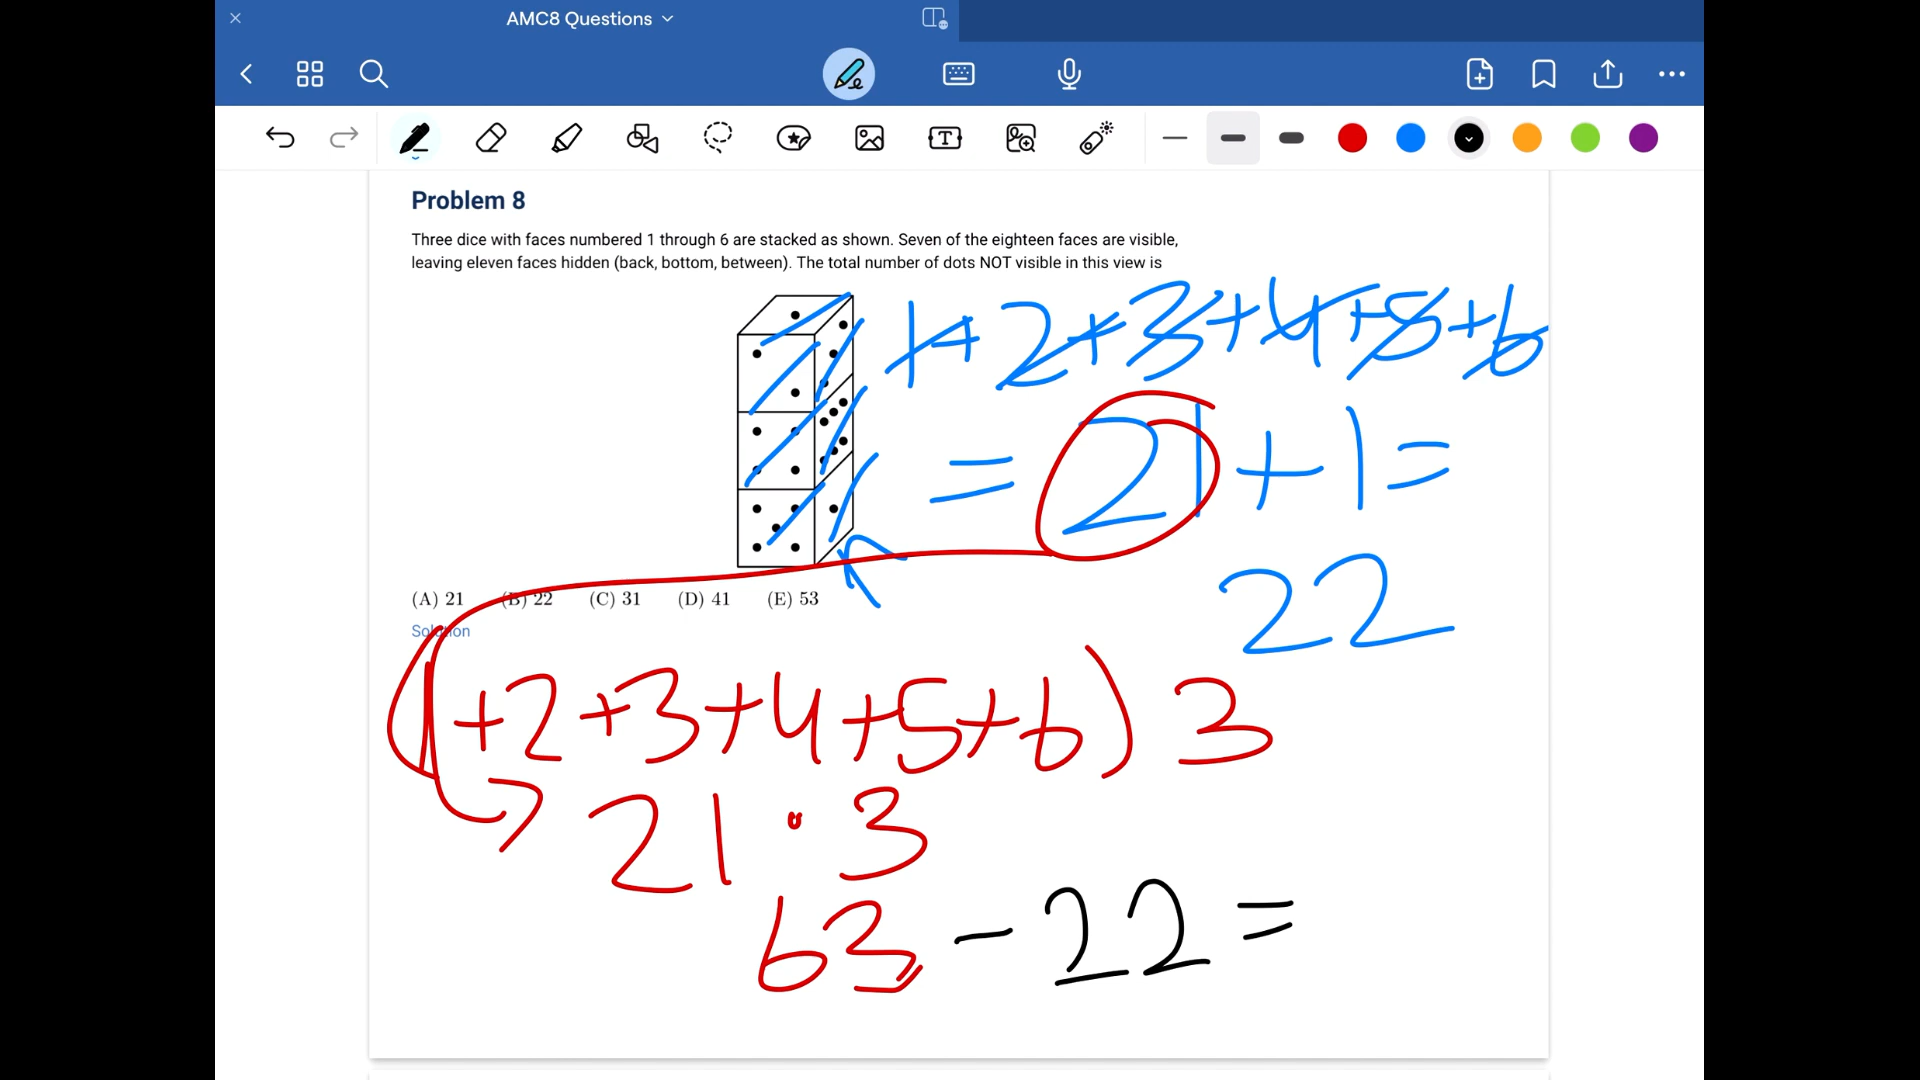 AMC8 Questions
Problem 8
Three dice with faces numbered 1 through 6 are stacked as shown. Seven of the eighteen faces are visible,
leaving eleven faces hidden (back, bottom, between). The total number of dots NOT visible in this view is
1+2+3+4+5+6
= 21+1=
22
(A) 21 (B) 22 (C) 31 (D) 41 (E) 53
Solution
(1+2+3+4+5+6)3
21·3
63-22=